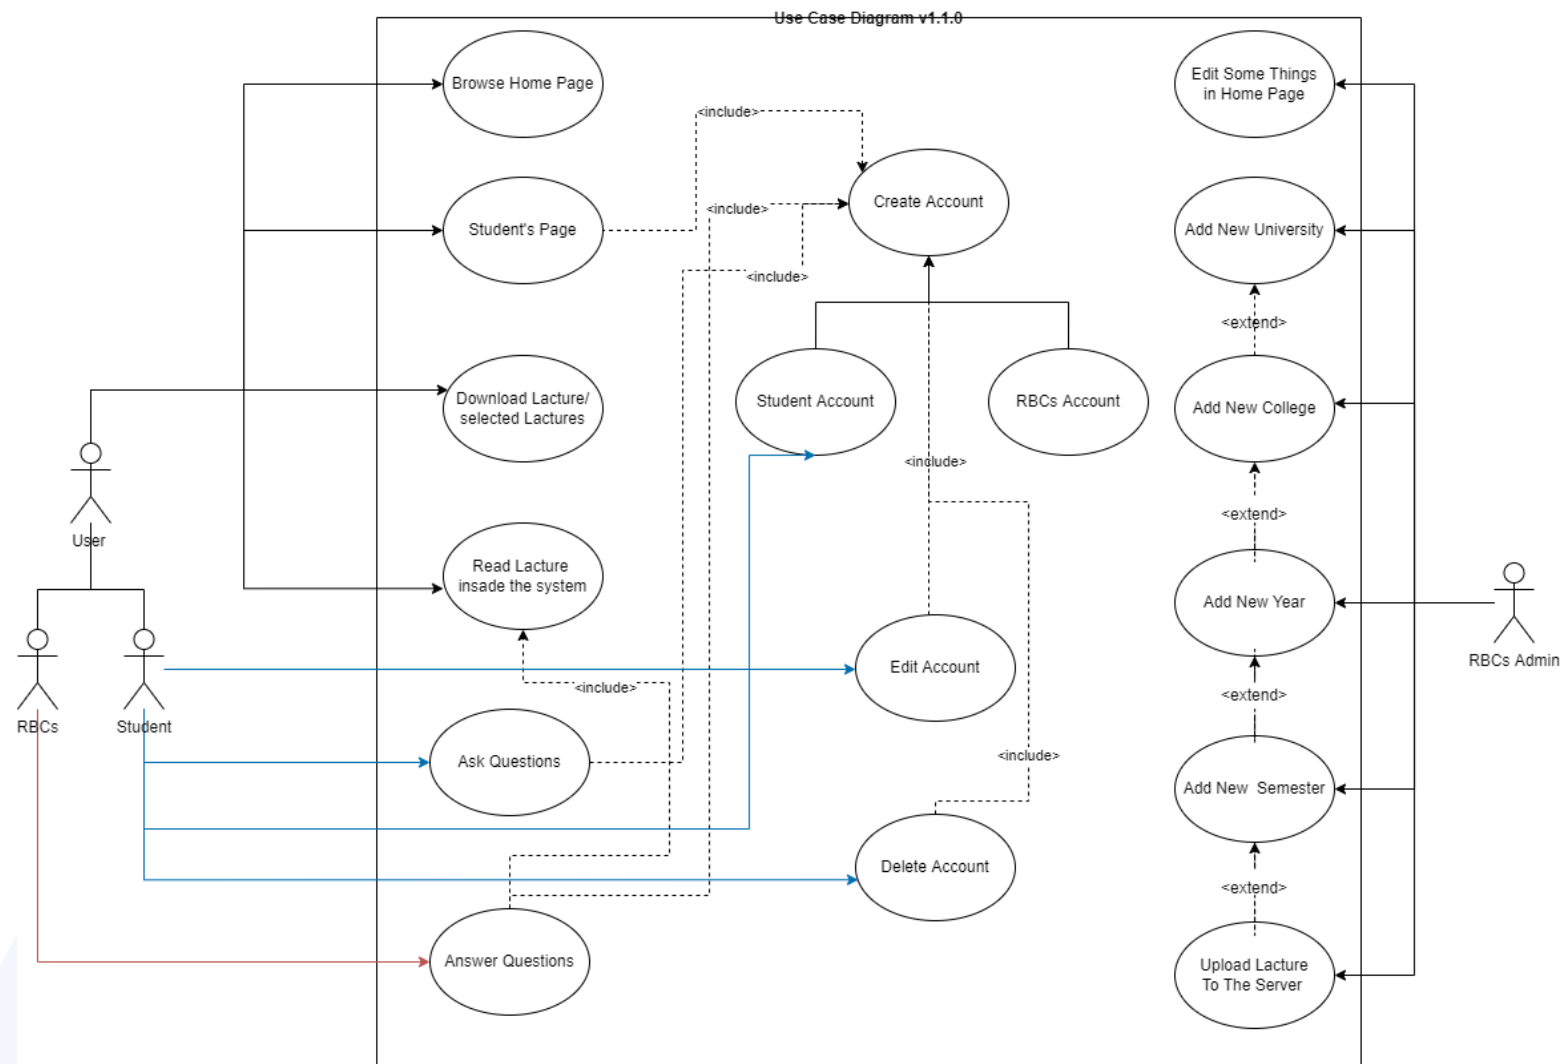 Use Case Diagram v1.1.0
Browse Home Page
Edit Some Things
in Home Page
<include>
Create Account
<include>
Student's Page
Add New University
<include>
<extend>
Download Lacture/
selected Lactures
Student Account
RBCs Account
Add New College
<include>
<extend>
User
Read Lacture
insade the system
Add New Year
RBCs Admin
Edit Account
<include>
<extend>
RBCs
Student
Ask Questions
<include>
Add New  Semester
Delete Account
<extend>
Answer Questions
Upload Lacture
To The Server